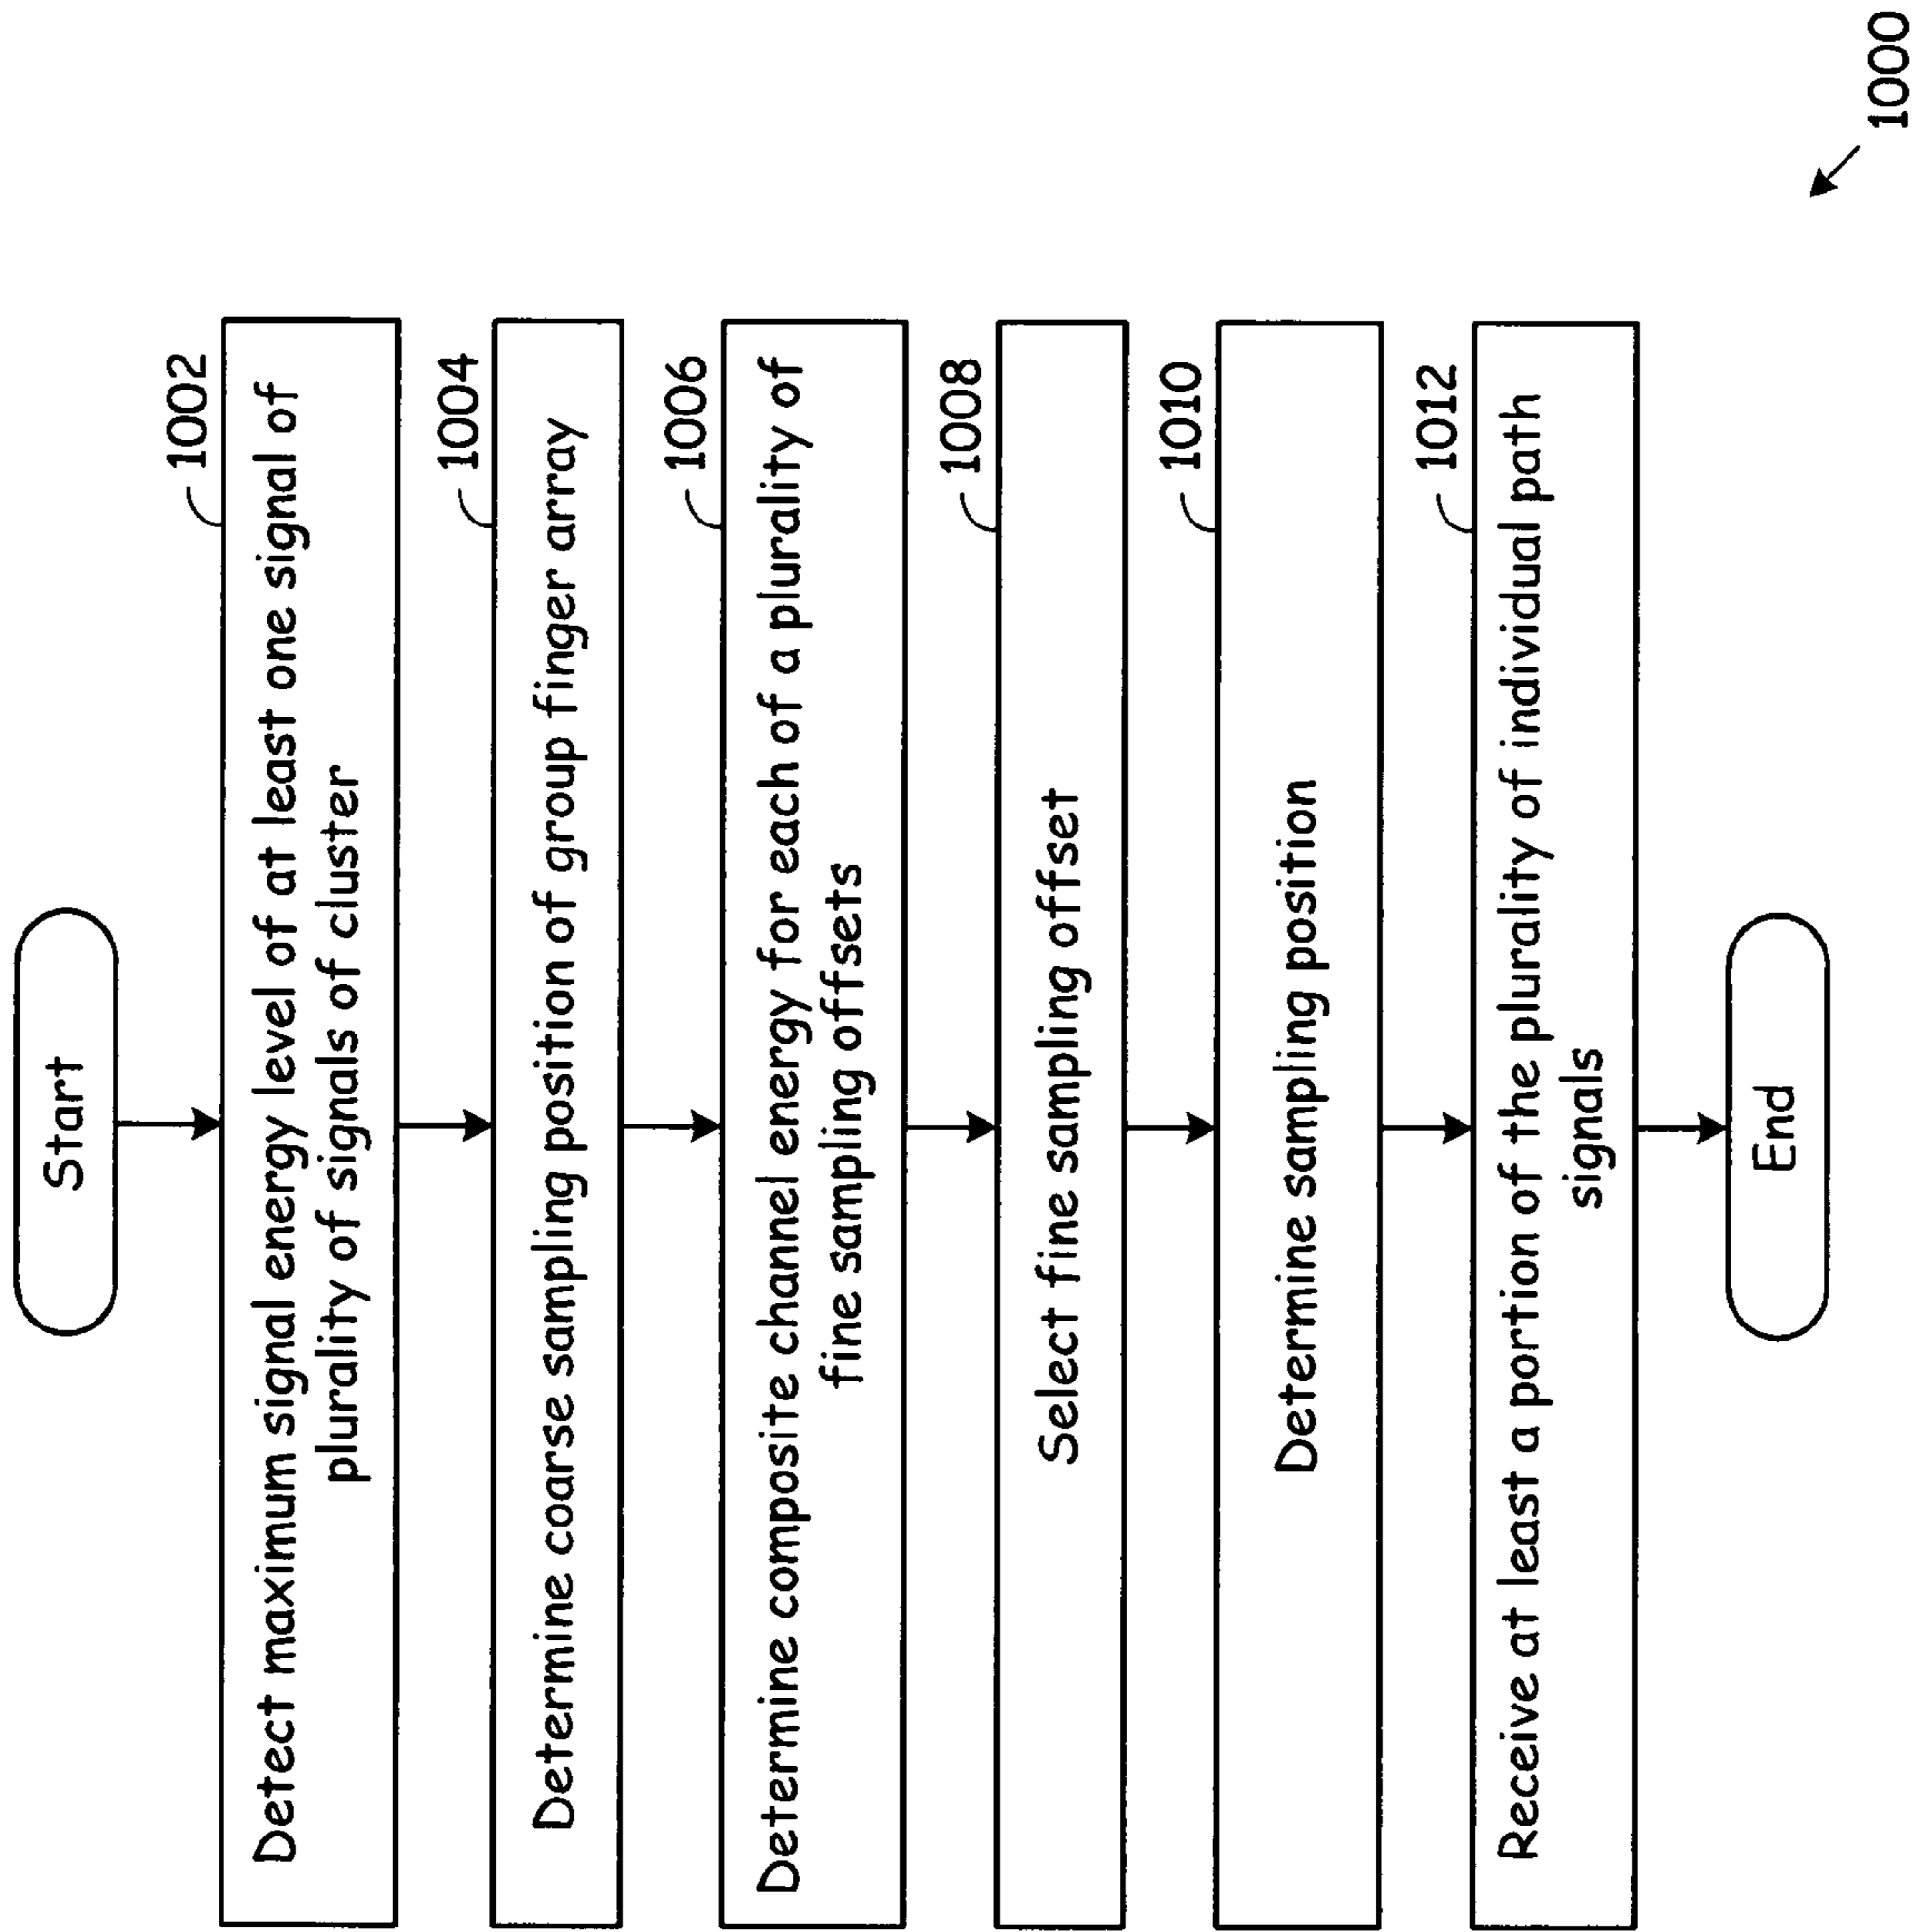 Start
1002
Detect maximum signal energy level of at least one signal of
plurality of signals of cluster
1004
Determine coarse sampling position of group finger array
1006
Determine composite channel energy for each of a plurality of
fine sampling offsets
1008
Select fine sampling offset
1010
Determine sampling position
1012
Receive at least a portion of the plurality of individual path
signals
End
1000